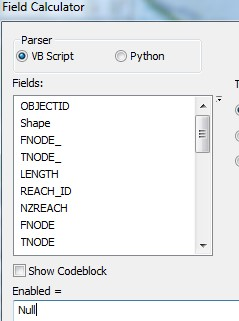 Field Calculator
Parser
VB Script
Python
Fields:
OBJECTID
Shape
FNODE_
TNODE_
LENGTH
REACH_ID
NZREACH
FNODE
TNODE
Show Codeblock
Enabled =
Null